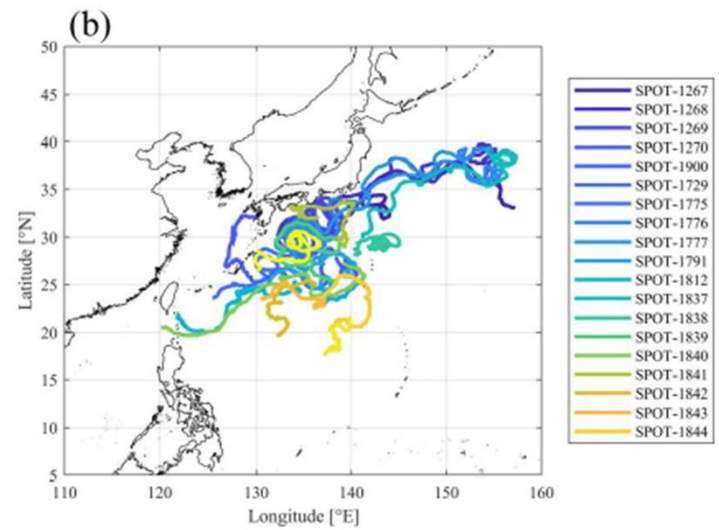 (b)
50
45
40
35
30
25
20
15
10
5
110 120 130 140 150 160
Latitude [°N]
Longitude [°E]
SPOT-1267
SPOT-1268
SPOT-1269
SPOT-1270
SPOT-1900
SPOT-1729
SPOT-1775
SPOT-1776
SPOT-1777
SPOT-1791
SPOT-1812
SPOT-1837
SPOT-1838
SPOT-1839
SPOT-1840
SPOT-1841
SPOT-1842
SPOT-1843
SPOT-1844